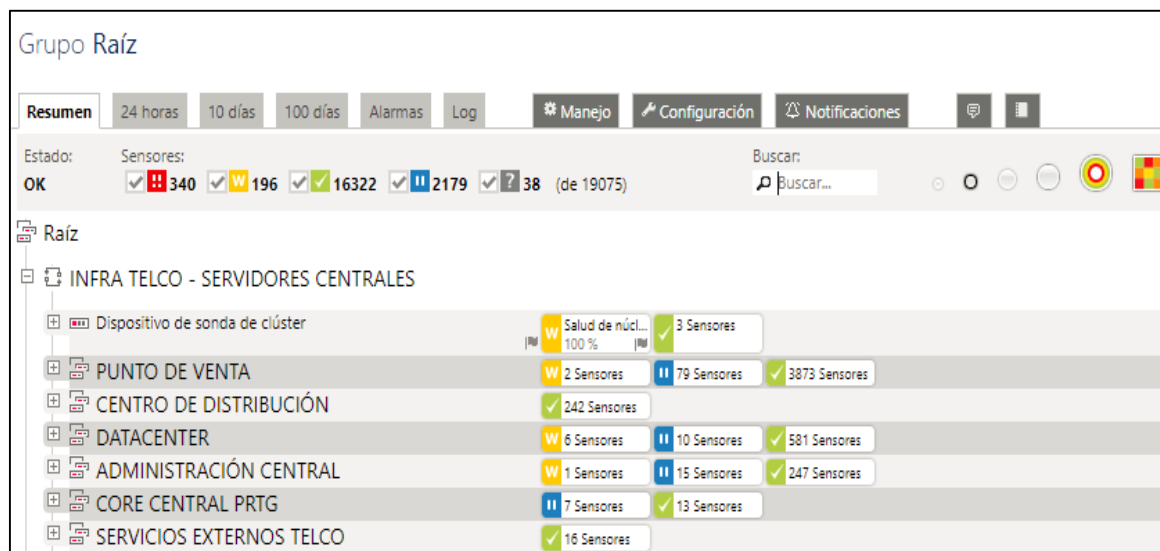 Grupo Raíz
Resumen 24 horas 10 días 100 días Alarmas Log Manejo Configuración Notificaciones
Estado: Sensores: Buscar:
OK !! 340 W 196 16322 2179 ? 38 (de 19075) Buscar...
Raíz
INFRA TELCO - SERVIDORES CENTRALES
Dispositivo de sonda de clúster W Salud de núcl... 3 Sensores
100 %
PUNTO DE VENTA W 2 Sensores 79 Sensores 3873 Sensores
CENTRO DE DISTRIBUCIÓN 242 Sensores
DATACENTER W 6 Sensores 10 Sensores 581 Sensores
ADMINISTRACIÓN CENTRAL W 1 Sensores 15 Sensores 247 Sensores
CORE CENTRAL PRTG 7 Sensores 13 Sensores
SERVICIOS EXTERNOS TELCO 16 Sensores